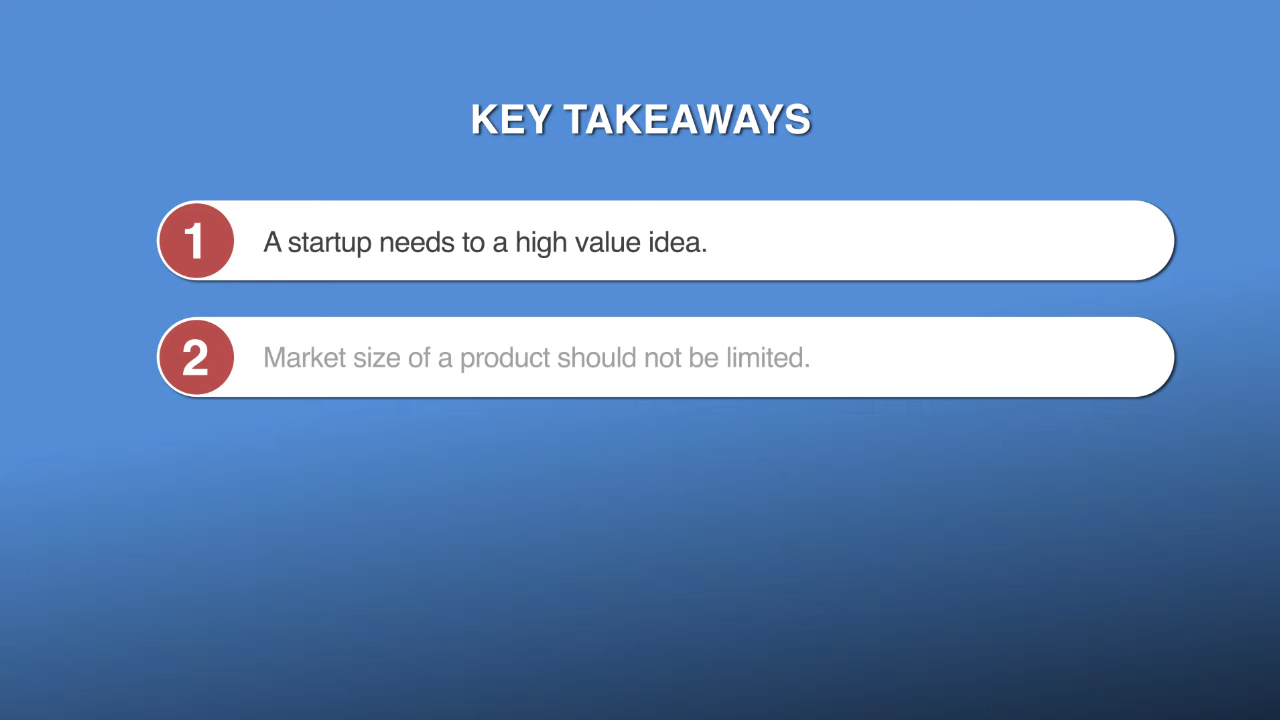 KEY TAKEAWAYS
1 A startup needs to a high value idea.
2 Market size of a product should not be limited.